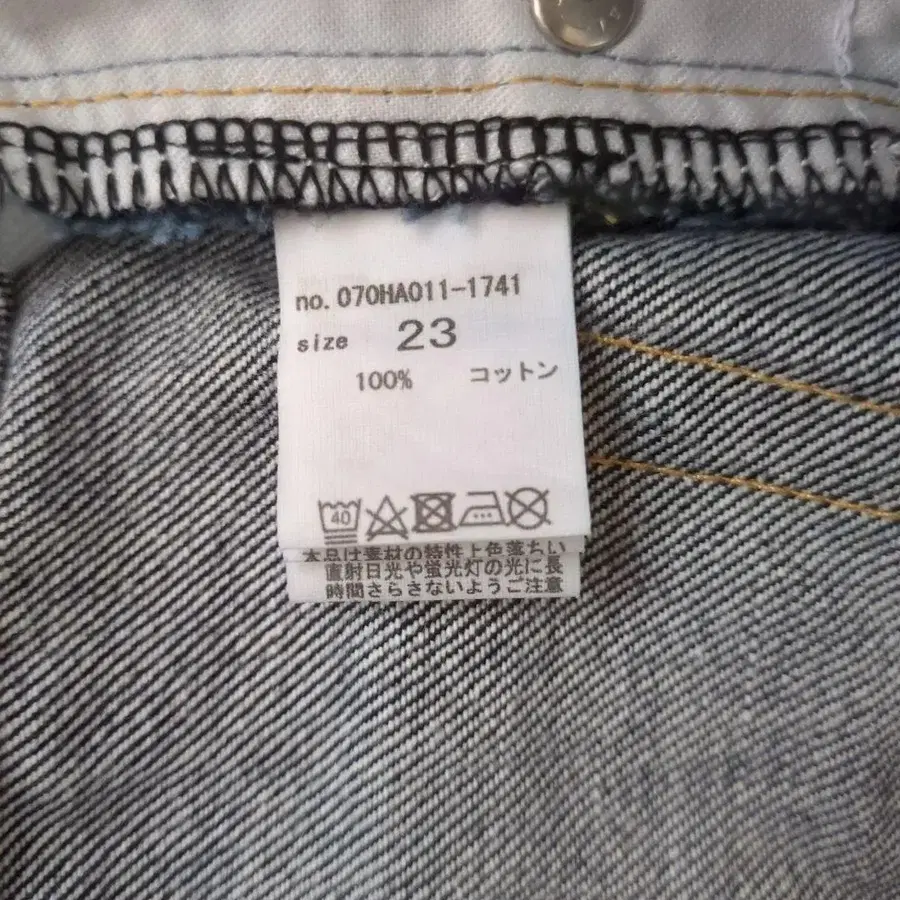 no. 070HA011-1741
size 23
100% コットン
40
本品は素材の特性上色落ちい
直射日光や蛍光灯の光に長
時間さらさないようご注意